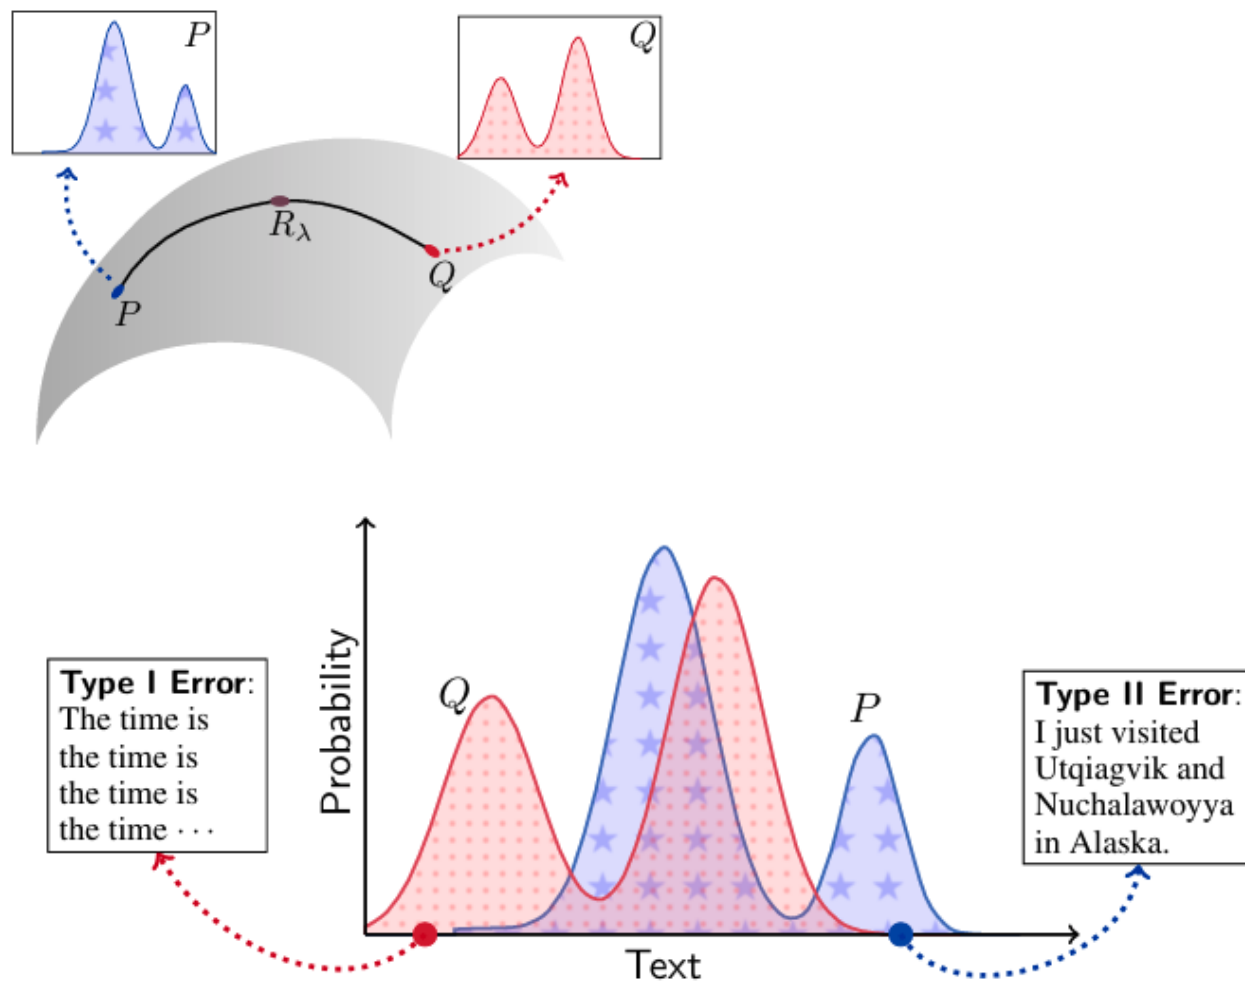 P
Q
R_λ
Q
P
Type I Error:
The time is
the time is
the time is
the time ···
Probability
Q
P
Text
Type II Error:
I just visited
Utqiagvik and
Nuchalawoyya
in Alaska.